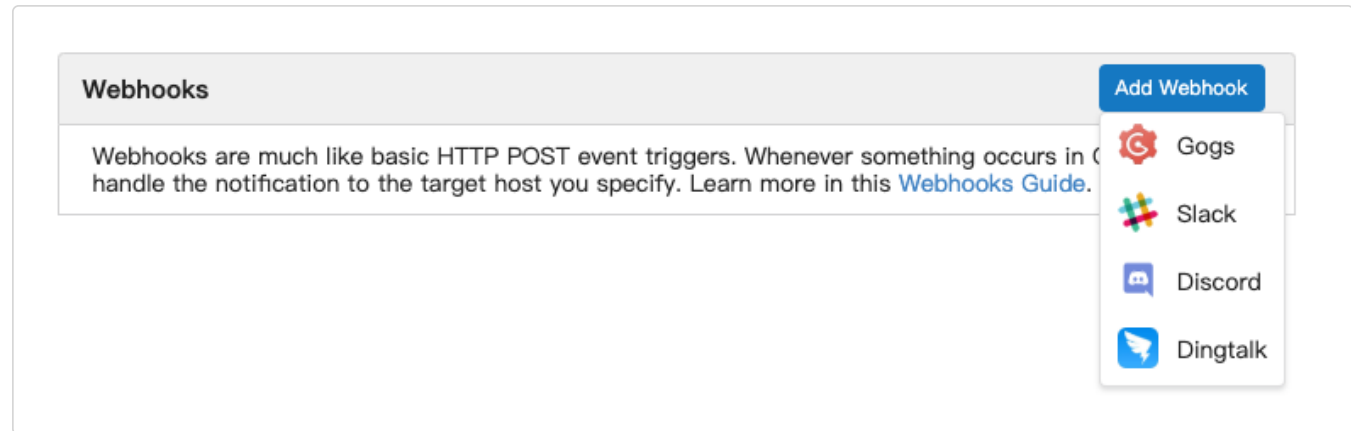 Webhooks
Add Webhook
Webhooks are much like basic HTTP POST event triggers. Whenever something occurs in
handle the notification to the target host you specify. Learn more in this Webhooks Guide.
Gogs
Slack
Discord
Dingtalk